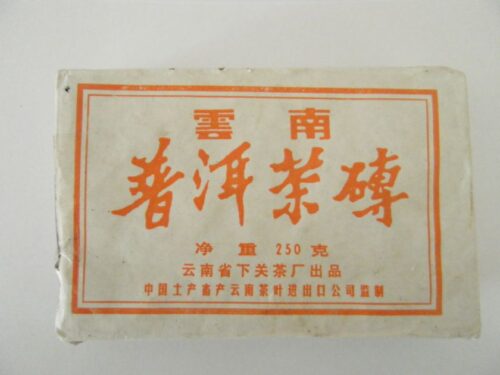 雲南
普洱茶磚
净重250克
云南省下关茶厂出品
中国土产畜产云南茶叶进出口公司监制